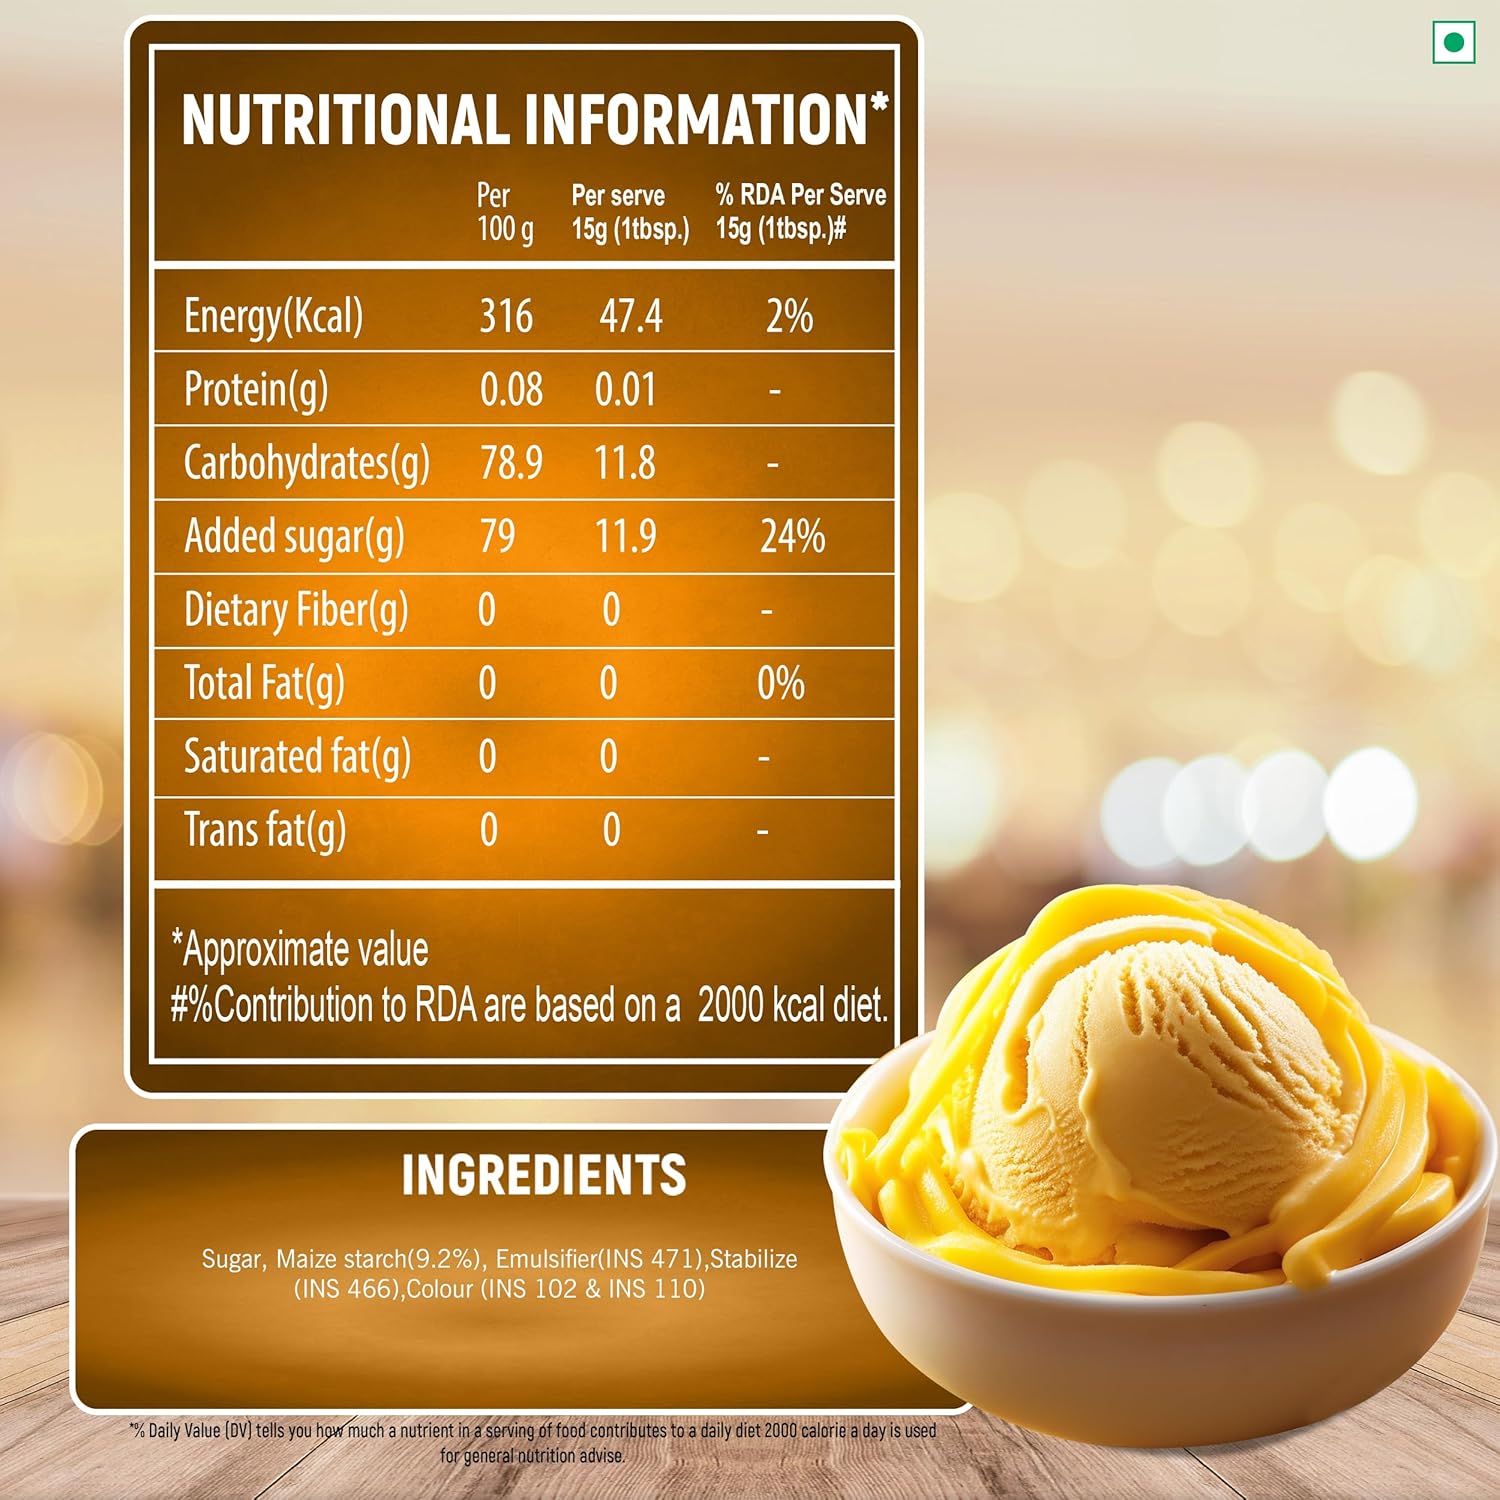 NUTRITIONAL INFORMATION*
Per 100 g Per serve 15g (1tbsp.) % RDA Per Serve 15g (1tbsp.)#
Energy(Kcal) 316 47.4 2%
Protein(g) 0.08 0.01 -
Carbohydrates(g) 78.9 11.8 -
Added sugar(g) 79 11.9 24%
Dietary Fiber(g) 0 0 -
Total Fat(g) 0 0 0%
Saturated fat(g) 0 0 -
Trans fat(g) 0 0 -
*Approximate value
#%Contribution to RDA are based on a 2000 kcal diet.
INGREDIENTS
Sugar, Maize starch(9.2%), Emulsifier(INS 471),Stabilize
(INS 466),Colour (INS 102 & INS 110)
*% Daily Value (DV) tells you how much a nutrient in a serving of food contributes to a daily diet 2000 calorie a day is used
for general nutrition advise.